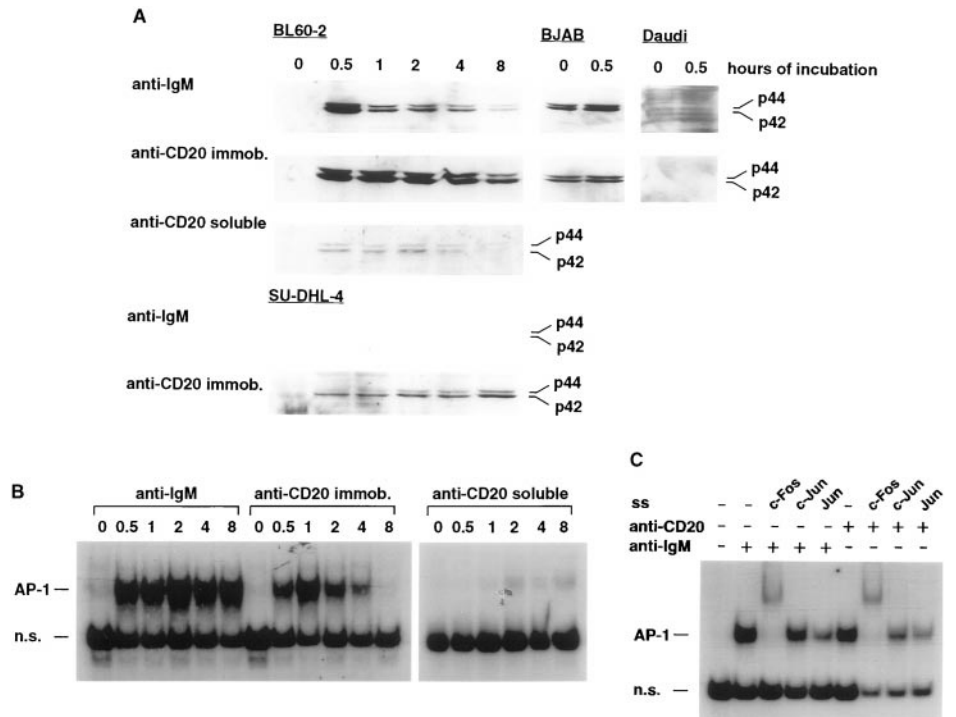 A
BL60-2 BJAB Daudi
0 0.5 1 2 4 8 0 0.5 0 0.5 hours of incubation
anti-IgM
p44
p42
anti-CD20 immob.
p44
p42
anti-CD20 soluble
p44
p42
SU-DHL-4
anti-IgM
p44
p42
anti-CD20 immob.
p44
p42
B
anti-IgM anti-CD20 immob. anti-CD20 soluble
0 0.5 1 2 4 8 0 0.5 1 2 4 8 0 0.5 1 2 4 8
AP-1
n.s.
C
ss - - c-Fos c-Jun Jun - c-Fos c-Jun Jun
anti-CD20 - - - - - + + + +
anti-IgM - + + + + - - - -
AP-1
n.s.